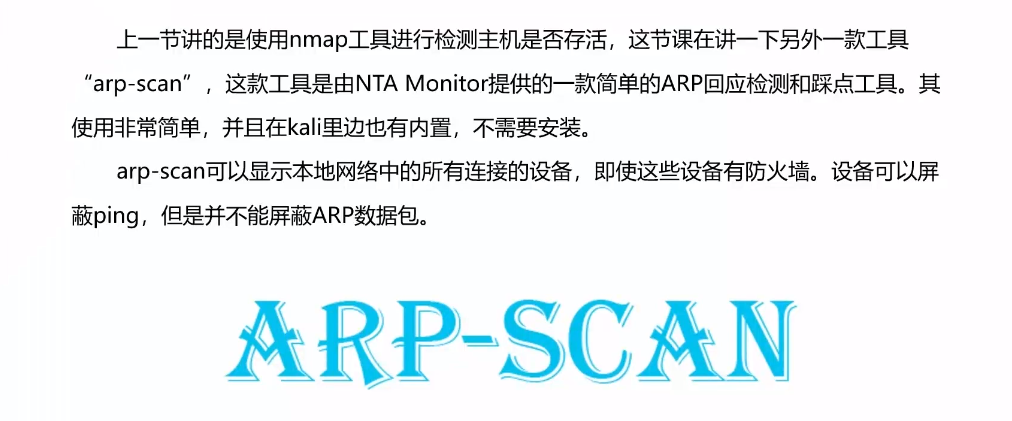 上一节讲的是使用nmap工具进行检测主机是否存活，这节课在讲一下另外一款工具
“arp-scan”，这款工具是由NTA Monitor提供的一款简单的ARP回应检测和踩点工具。其
使用非常简单，并且在kali里边也有内置，不需要安装。
arp-scan可以显示本地网络中的所有连接的设备，即使这些设备有防火墙。设备可以屏
蔽ping，但是并不能屏蔽ARP数据包。
ARP-SCAN